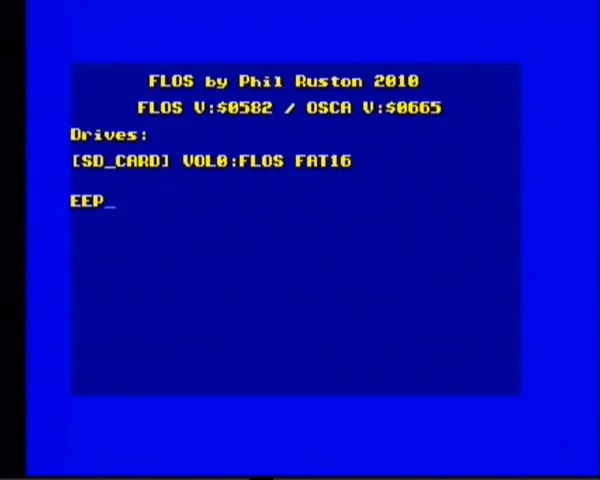 FLOS by Phil Ruston 2010
FLOS V:$0582 / OSCA V:$0665
Drives:
[SD_CARD] VOL0:FLOS FAT16
EEP_